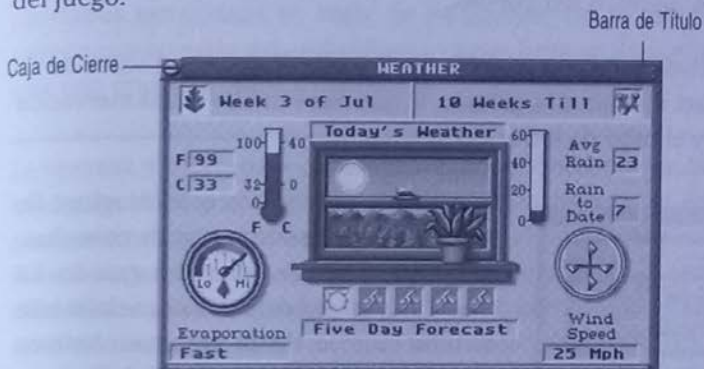 del juego.
Barra de Título
Caja de Cierre
WEATHER
Week 3 of Jul
10 Weeks Till
Today's Weather
100 40
32 0
0
F C
F 99
C 33
60
40
20
0
Avg
Rain 23
Rain
to
Date 7
Lo Hi
Evaporation
Fast
Five Day Forecast
Wind
Speed
25 Mph